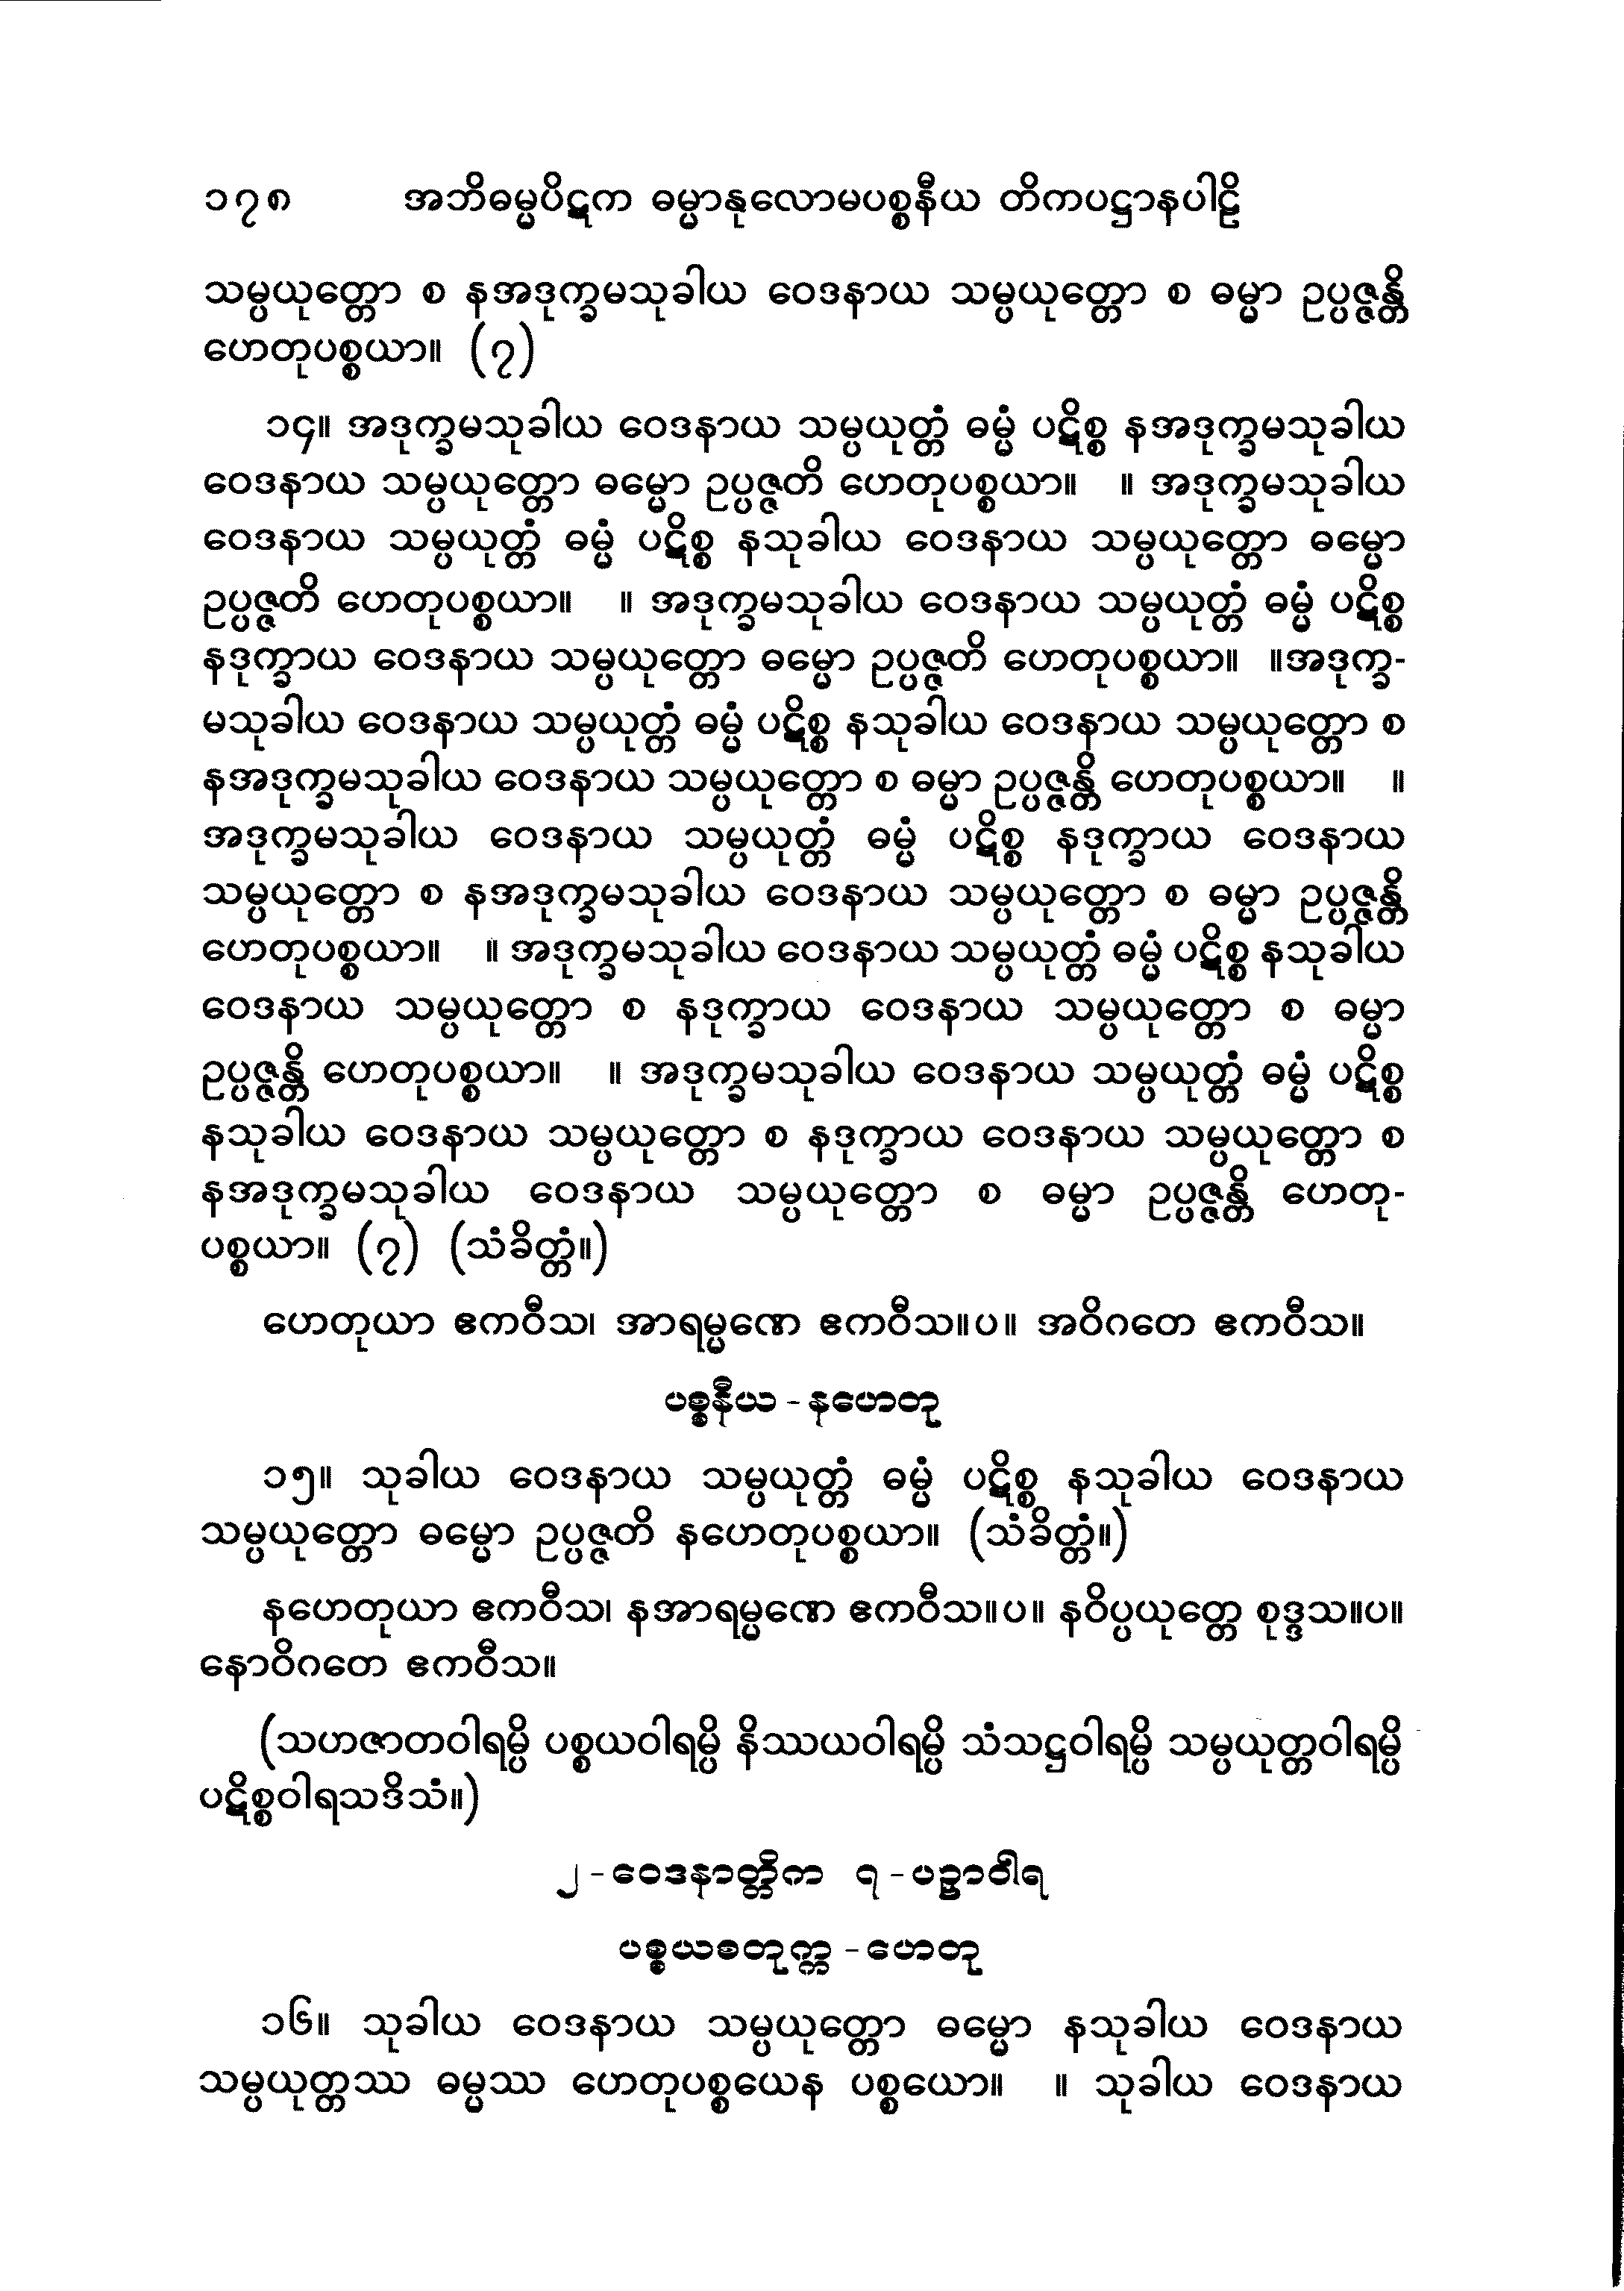 ၁၇၈ အဘိဓမ္မပိဋက ဓမ္မာနုလောမပစ္စနီယ တိကပဋ္ဌာနပါဠိ
သမ္ပယုတ္တော စ နအဒုက္ခမသုခါယ ဝေဒနာယ သမ္ပယုတ္တော စ ဓမ္မာ ဥပ္ပဇ္ဇန္တိ
ဟေတုပစ္စယာ။ (၇)
၁၄။ အဒုက္ခမသုခါယ ဝေဒနာယ သမ္ပယုတ္တံ ဓမ္မံ ပဋိစ္စ နအဒုက္ခမသုခါယ
ဝေဒနာယ သမ္ပယုတ္တော ဓမ္မော ဥပ္ပဇ္ဇတိ ဟေတုပစ္စယာ။ ။ အဒုက္ခမသုခါယ
ဝေဒနာယ သမ္ပယုတ္တံ ဓမ္မံ ပဋိစ္စ နသုခါယ ဝေဒနာယ သမ္ပယုတ္တော ဓမ္မော
ဥပ္ပဇ္ဇတိ ဟေတုပစ္စယာ။ ။ အဒုက္ခမသုခါယ ဝေဒနာယ သမ္ပယုတ္တံ ဓမ္မံ ပဋိစ္စ
နဒုက္ခာယ ဝေဒနာယ သမ္ပယုတ္တော ဓမ္မော ဥပ္ပဇ္ဇတိ ဟေတုပစ္စယာ။ ။အဒုက္ခ-
မသုခါယ ဝေဒနာယ သမ္ပယုတ္တံ ဓမ္မံ ပဋိစ္စ နသုခါယ ဝေဒနာယ သမ္ပယုတ္တော စ
နအဒုက္ခမသုခါယ ဝေဒနာယ သမ္ပယုတ္တော စ ဓမ္မာ ဥပ္ပဇ္ဇန္တိ ဟေတုပစ္စယာ။ ။
အဒုက္ခမသုခါယ ဝေဒနာယ သမ္ပယုတ္တံ ဓမ္မံ ပဋိစ္စ နဒုက္ခာယ ဝေဒနာယ
သမ္ပယုတ္တော စ နအဒုက္ခမသုခါယ ဝေဒနာယ သမ္ပယုတ္တော စ ဓမ္မာ ဥပ္ပဇ္ဇန္တိ
ဟေတုပစ္စယာ။ ။ အဒုက္ခမသုခါယ ဝေဒနာယ သမ္ပယုတ္တံ ဓမ္မံ ပဋိစ္စ နသုခါယ
ဝေဒနာယ သမ္ပယုတ္တော စ နဒုက္ခာယ ဝေဒနာယ သမ္ပယုတ္တော စ ဓမ္မာ
ဥပ္ပဇ္ဇန္တိ ဟေတုပစ္စယာ။ ။ အဒုက္ခမသုခါယ ဝေဒနာယ သမ္ပယုတ္တံ ဓမ္မံ ပဋိစ္စ
နသုခါယ ဝေဒနာယ သမ္ပယုတ္တော စ နဒုက္ခာယ ဝေဒနာယ သမ္ပယုတ္တော စ
နအဒုက္ခမသုခါယ ဝေဒနာယ သမ္ပယုတ္တော စ ဓမ္မာ ဥပ္ပဇ္ဇန္တိ ဟေတု-
ပစ္စယာ။ (၇) (သံခိတ္တံ။)
ဟေတုယာ ဧကဝီသ၊ အာရမ္မဏေ ဧကဝီသ။ပ။ အဝိဂတေ ဧကဝီသ။
ပစ္စနီယ - နဟေတု
၁၅။ သုခါယ ဝေဒနာယ သမ္ပယုတ္တံ ဓမ္မံ ပဋိစ္စ နသုခါယ ဝေဒနာယ
သမ္ပယုတ္တော ဓမ္မော ဥပ္ပဇ္ဇတိ နဟေတုပစ္စယာ။ (သံခိတ္တံ။)
နဟေတုယာ ဧကဝီသ၊ နအာရမ္မဏေ ဧကဝီသ။ပ။ နဝိပ္ပယုတ္တေ စုဒ္ဒသ။ပ။
နောဝိဂတေ ဧကဝီသ။
(သဟဇာတဝါရမ္ပိ ပစ္စယဝါရမ္ပိ နိဿယဝါရမ္ပိ သံသဋ္ဌဝါရမ္ပိ သမ္ပယုတ္တဝါရမ္ပိ
ပဋိစ္စဝါရသဒိသံ။)
၂ - ဝေဒနာတ္တိက ၇ - ပဉှာဝါရ
ပစ္စယစတုက္က - ဟေတု
၁၆။ သုခါယ ဝေဒနာယ သမ္ပယုတ္တော ဓမ္မော နသုခါယ ဝေဒနာယ
သမ္ပယုတ္တဿ ဓမ္မဿ ဟေတုပစ္စယေန ပစ္စယော။ ။ သုခါယ ဝေဒနာယ